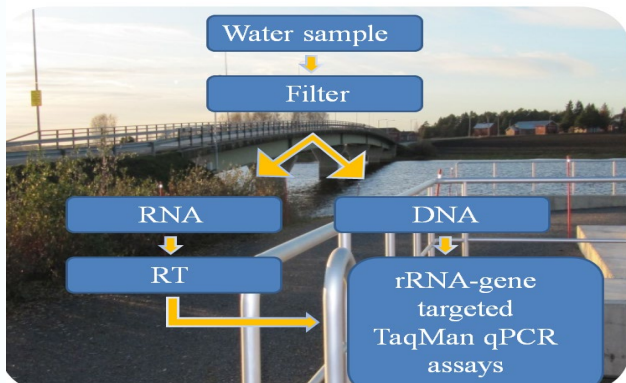 Water sample
Filter
RNA
DNA
RT
rRNA-gene
targeted
TaqMan qPCR
assays